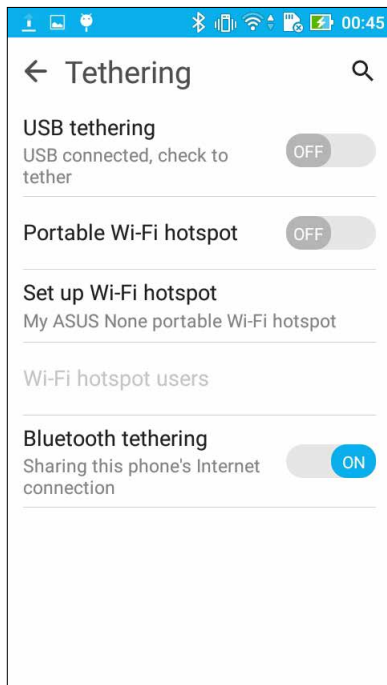 00:45
Tethering
USB tethering
USB connected, check to
tether
OFF
Portable Wi-Fi hotspot
OFF
Set up Wi-Fi hotspot
My ASUS None portable Wi-Fi hotspot
Wi-Fi hotspot users
Bluetooth tethering
Sharing this phone's Internet
connection
ON